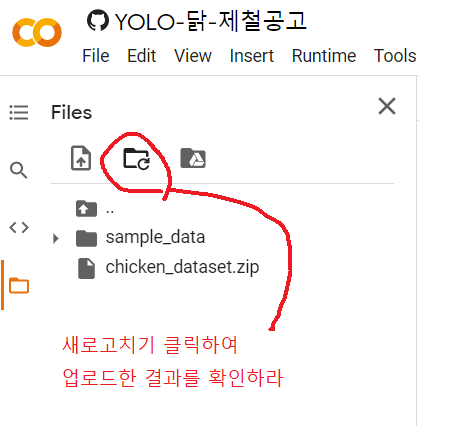 YOLO-닭-제철공고
File Edit View Insert Runtime Tools
Files
..
sample_data
chicken_dataset.zip
새로고치기 클릭하여
업로드한 결과를 확인하라